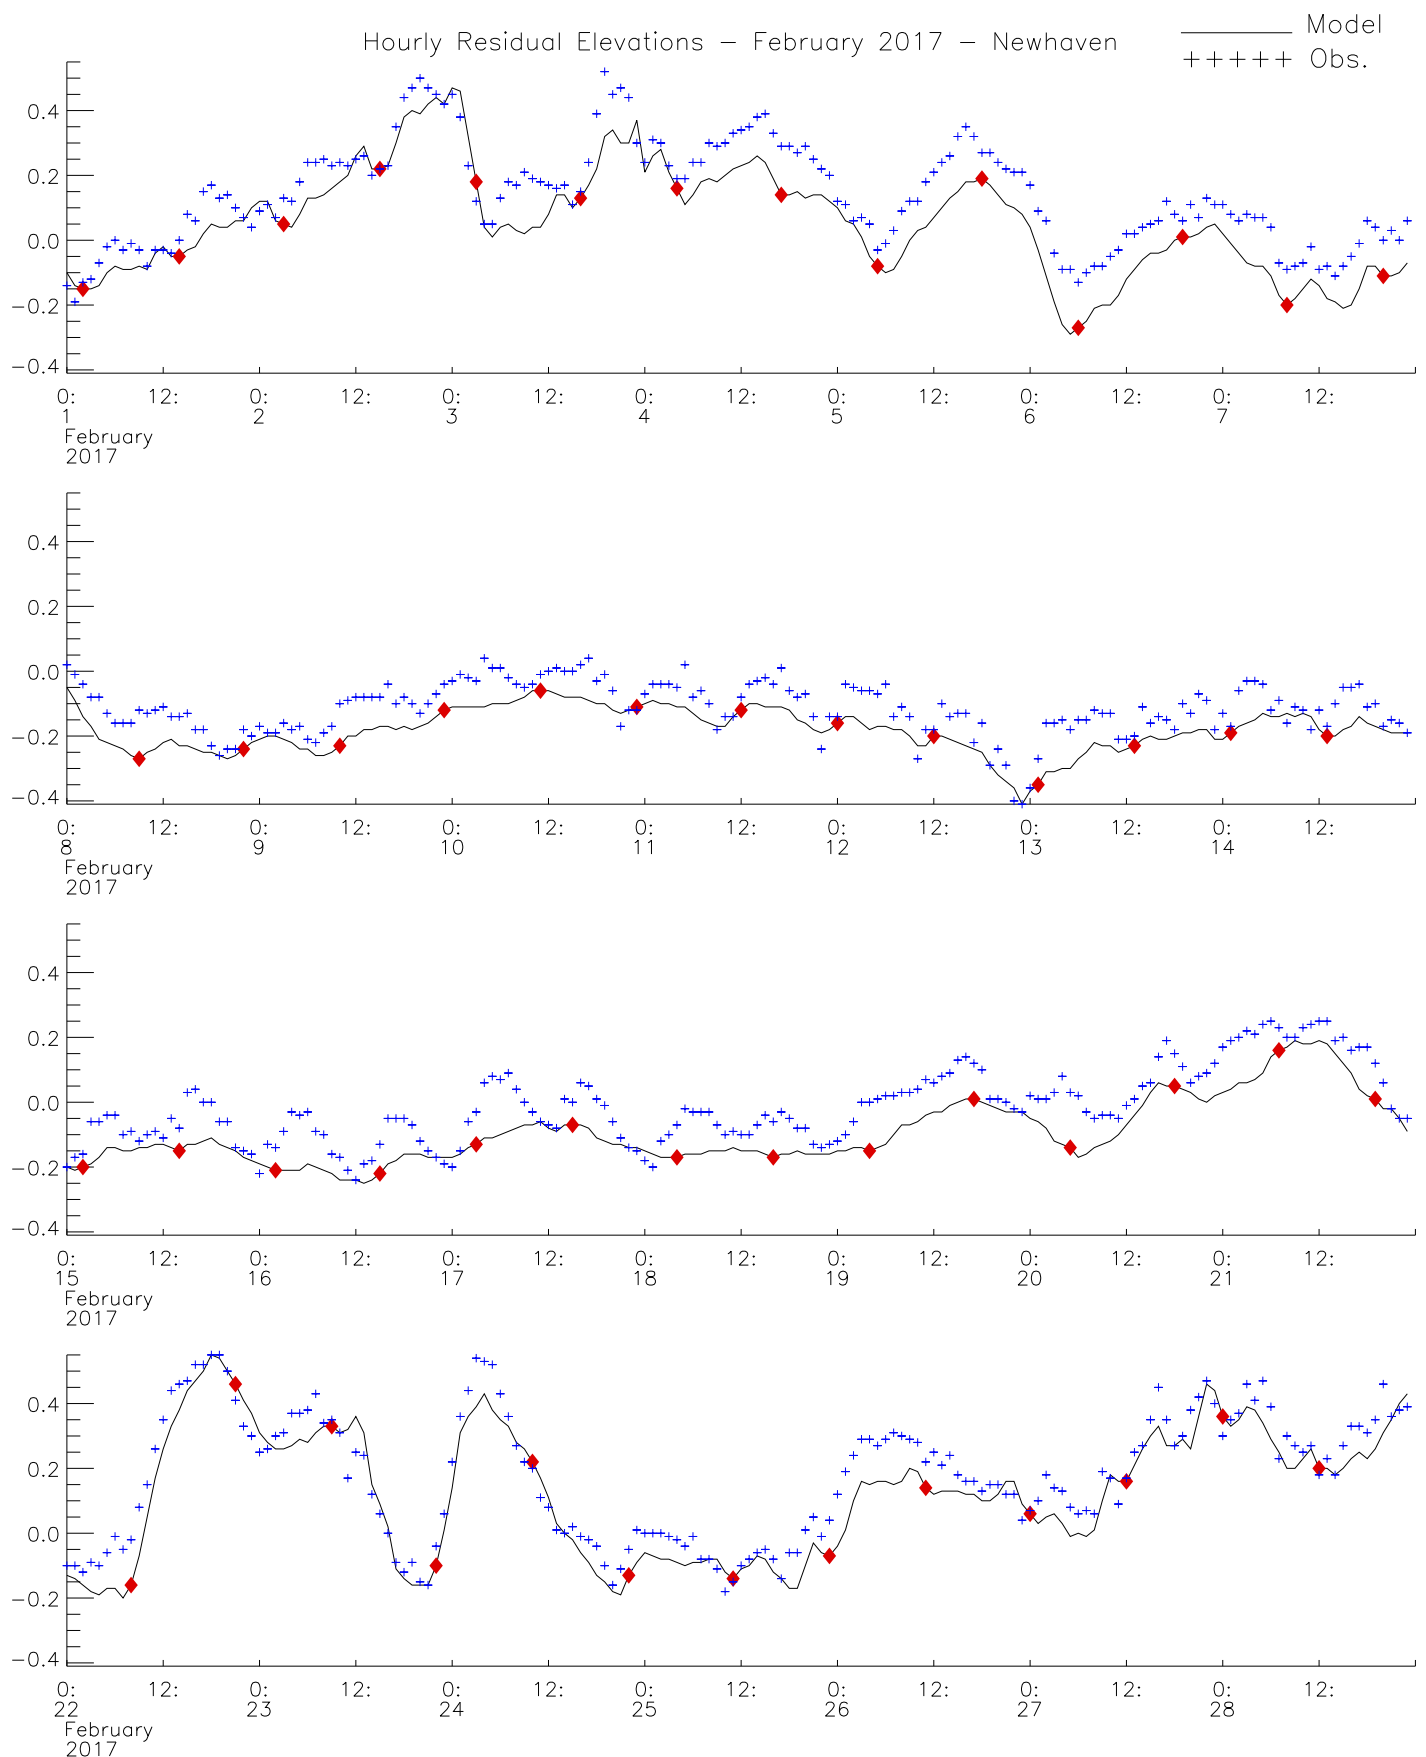 Hourly Residual Elevations − February 2017 − Newhaven
Model
+++++ Obs.
0.4
0.2
0.0
−0.2
−0.4
0: 12: 0: 12: 0: 12: 0: 12: 0: 12: 0: 12: 0: 12:
1 2 3 4 5 6 7
February
2017
0.4
0.2
0.0
−0.2
−0.4
0: 12: 0: 12: 0: 12: 0: 12: 0: 12: 0: 12: 0: 12:
8 9 10 11 12 13 14
February
2017
0.4
0.2
0.0
−0.2
−0.4
0: 12: 0: 12: 0: 12: 0: 12: 0: 12: 0: 12: 0: 12:
15 16 17 18 19 20 21
February
2017
0.4
0.2
0.0
−0.2
−0.4
0: 12: 0: 12: 0: 12: 0: 12: 0: 12: 0: 12: 0: 12:
22 23 24 25 26 27 28
February
2017